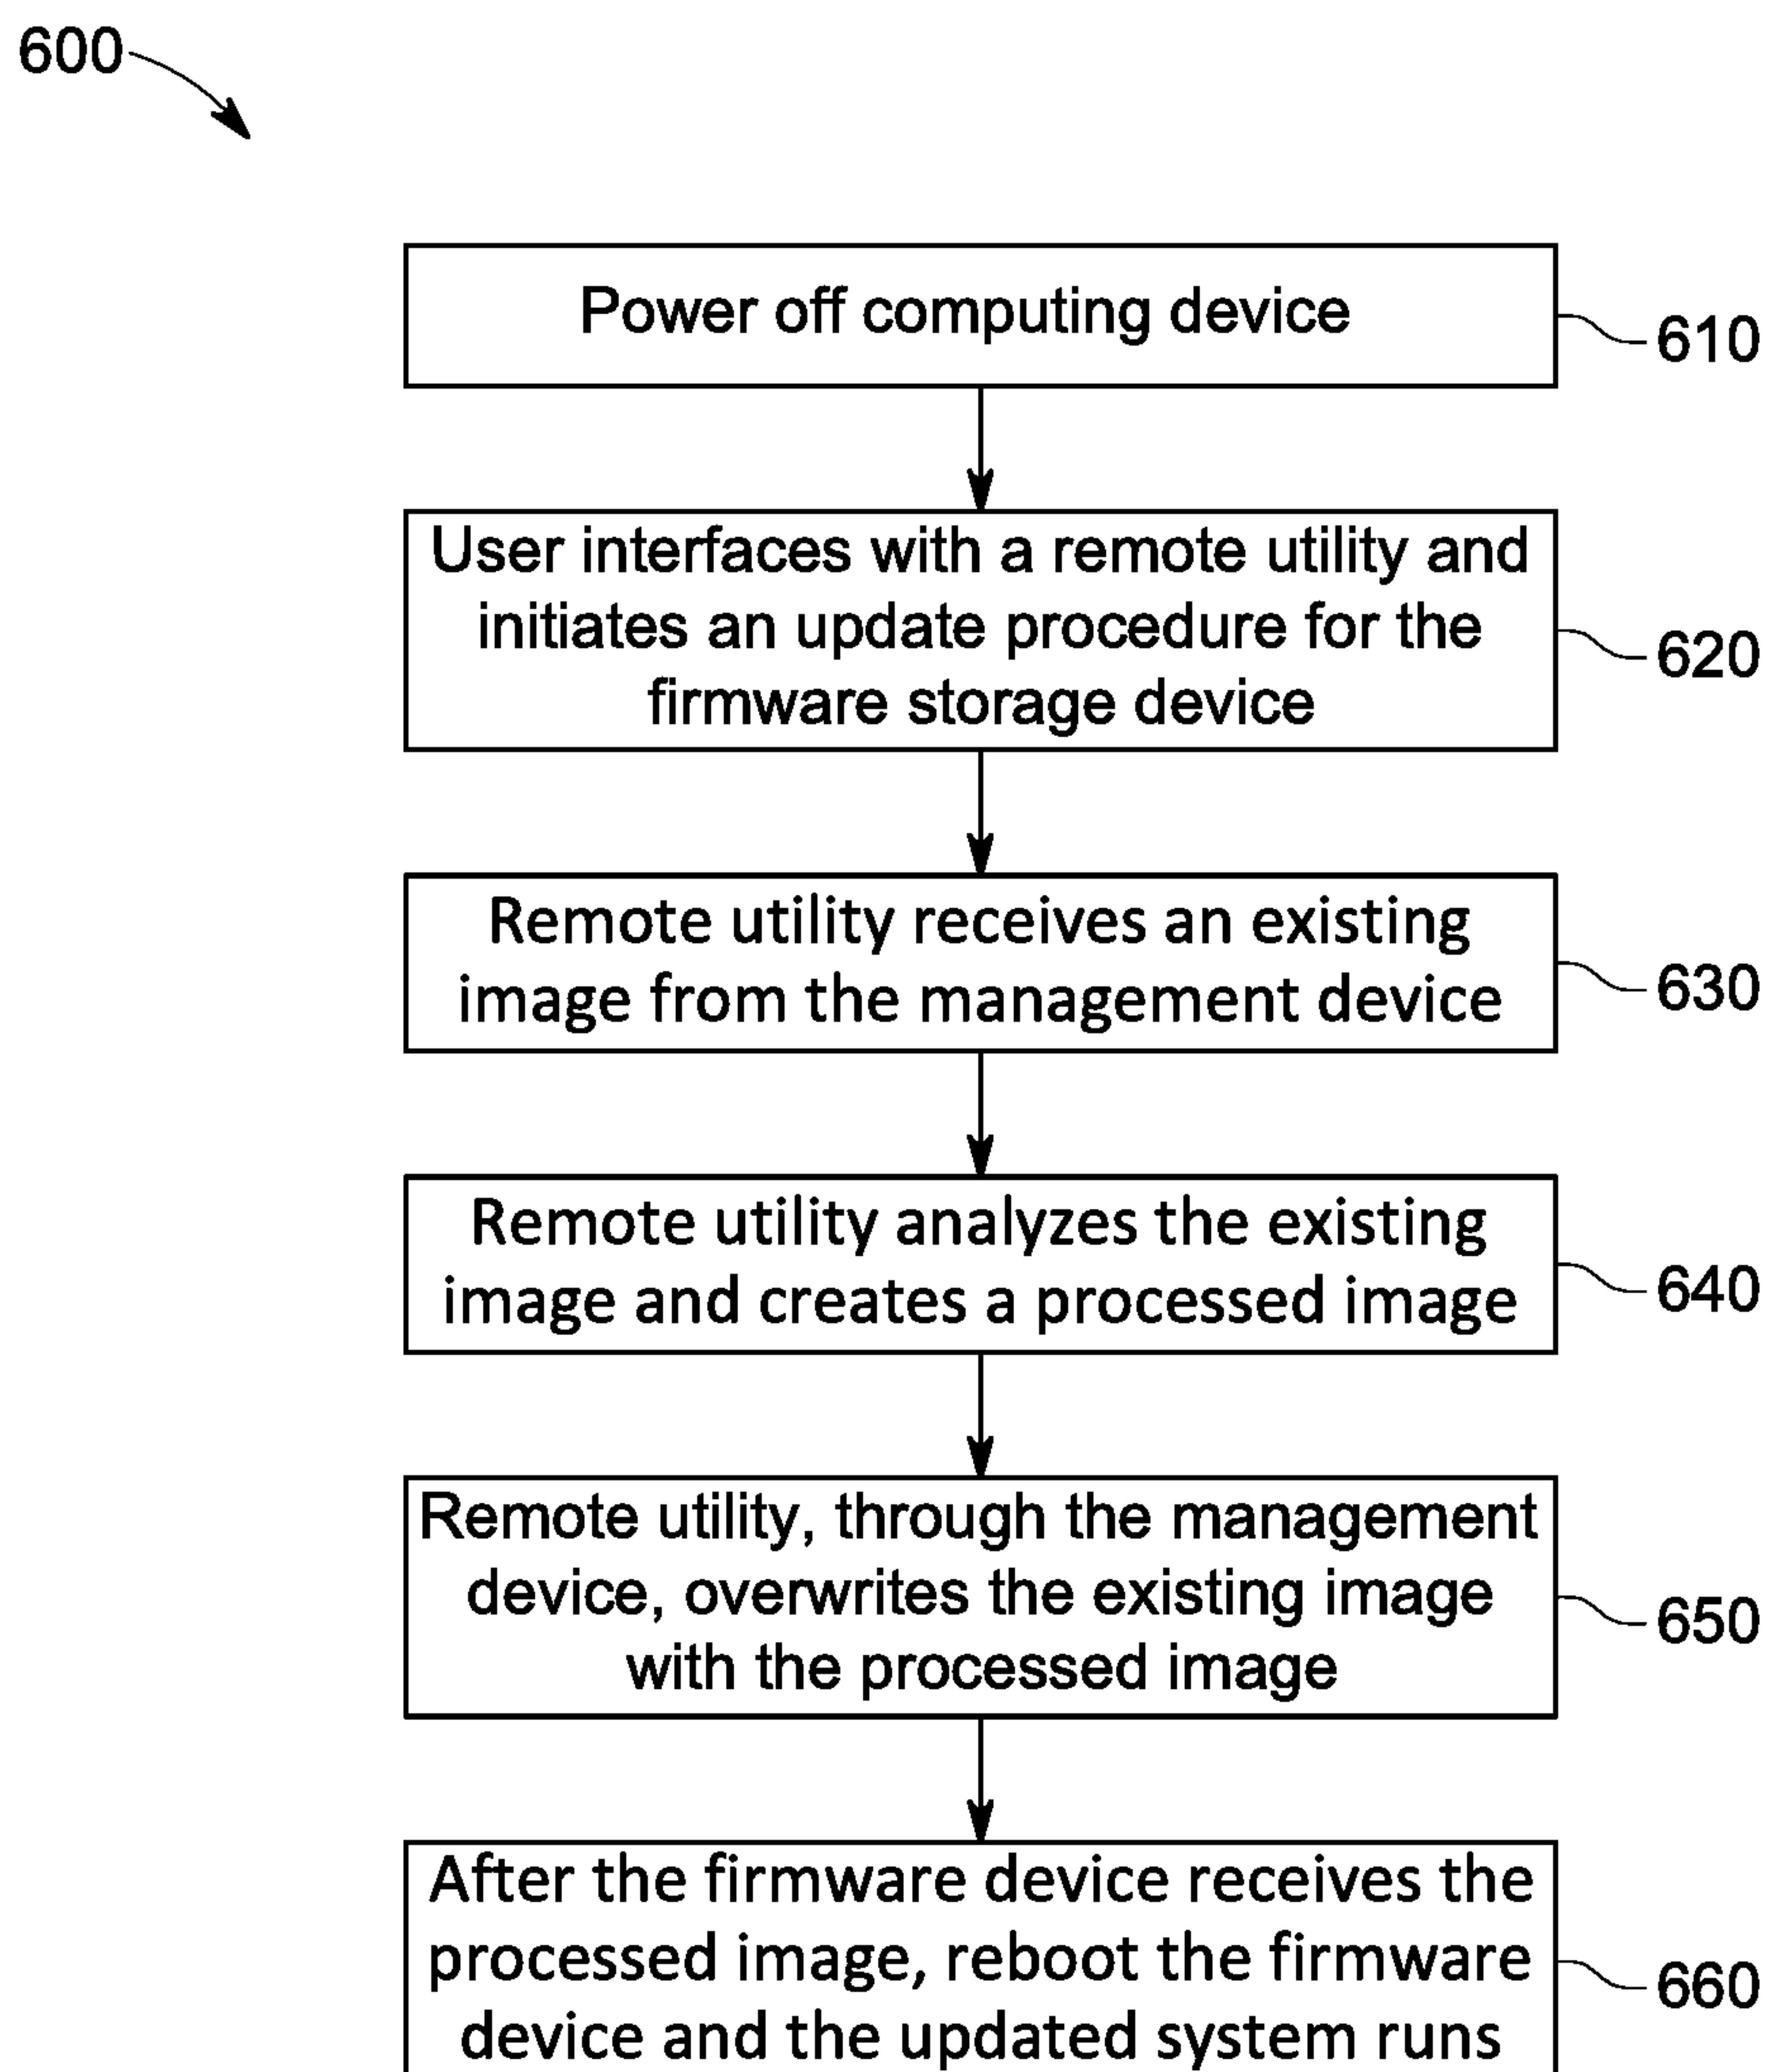 600
Power off computing device
610
User interfaces with a remote utility and
initiates an update procedure for the
firmware storage device
620
Remote utility receives an existing
image from the management device
630
Remote utility analyzes the existing
image and creates a processed image
640
Remote utility, through the management
device, overwrites the existing image
with the processed image
650
After the firmware device receives the
processed image, reboot the firmware
device and the updated system runs
660